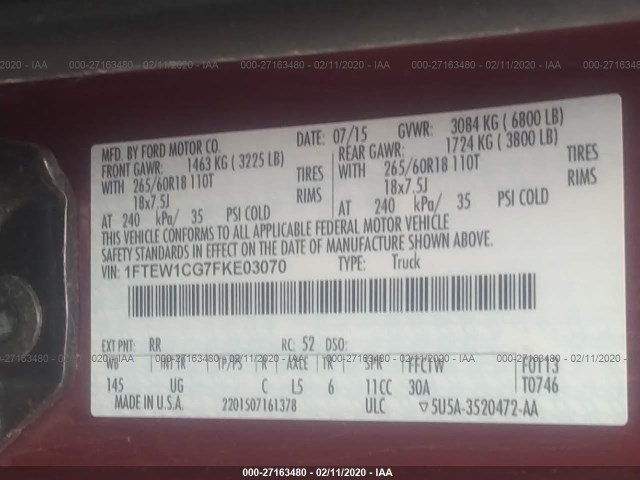 000-27163480 - 02/11/2020 - IAA
MFD. BY FORD MOTOR CO. DATE: 07/15 GVWR: 3084 KG ( 6800 LB)
FRONT GAWR: 1463 KG ( 3225 LB) REAR GAWR: 1724 KG ( 3800 LB)
WITH 265/60R18 110T TIRES WITH 265/60R18 110T TIRES
18x7.5J RIMS 18x7.5J RIMS
AT 240 kPa/ 35 PSI COLD AT 240 kPa/ 35 PSI COLD
THIS VEHICLE CONFORMS TO ALL APPLICABLE FEDERAL MOTOR VEHICLE
SAFETY STANDARDS IN EFFECT ON THE DATE OF MANUFACTURE SHOWN ABOVE.
VIN: 1FTEW1CG7FKE03070 TYPE: Truck
EXT PNT: RR RC: 52 DSO:
WB INT TR TP/PS R AXLE TR SPR FFCTW F0113
145 UG C L5 6 11CC 30A T0746
MADE IN U.S.A. 2201507161378 ULC ▽5U5A-3520472-AA
000-27163480 - 02/11/2020 - IAA